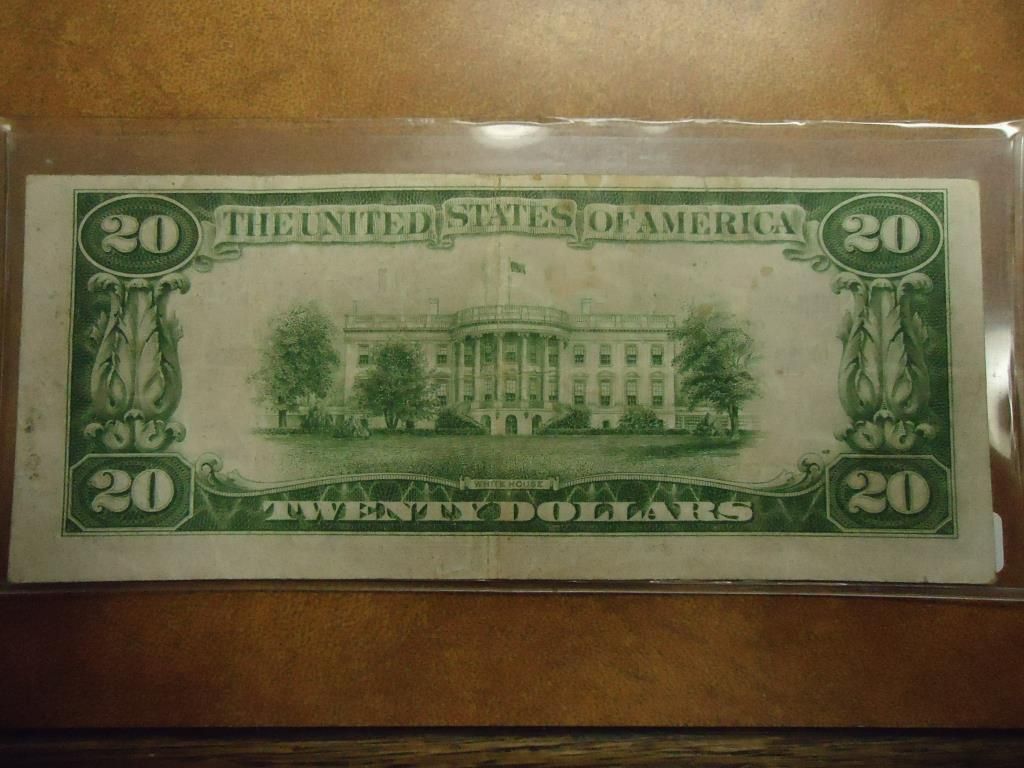 20 THE UNITED STATES OF AMERICA 20
WHITE HOUSE
20 TWENTY DOLLARS 20